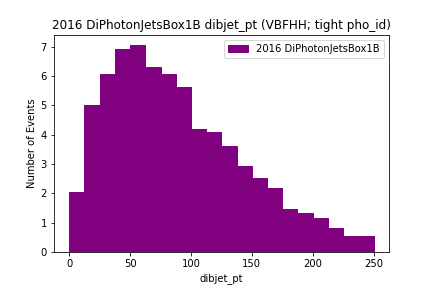 2016 DiPhotonJetsBox1B dibjet_pt (VBFHH; tight pho_id)
2016 DiPhotonJetsBox1B
Number of Events
7
6
5
4
3
2
1
0
0 50 100 150 200 250
dibjet_pt